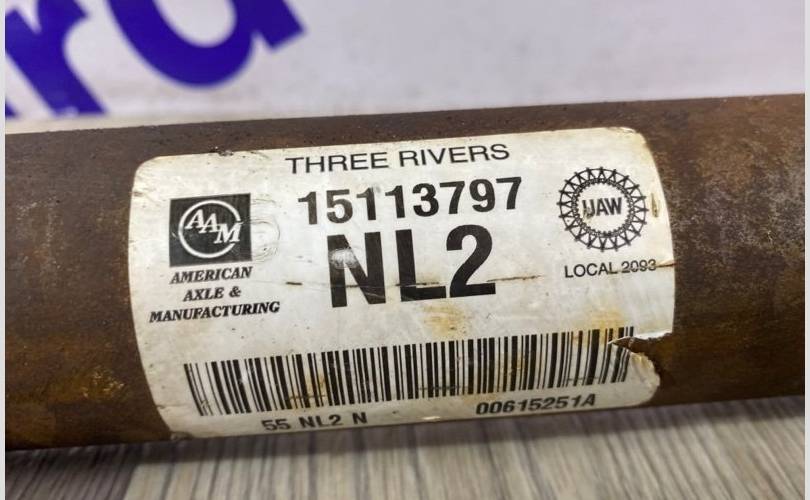 THREE RIVERS
15113797
NL2
AAM
AMERICAN
AXLE &
MANUFACTURING
UAW
LOCAL 2093
55 NL2 N
00615251A